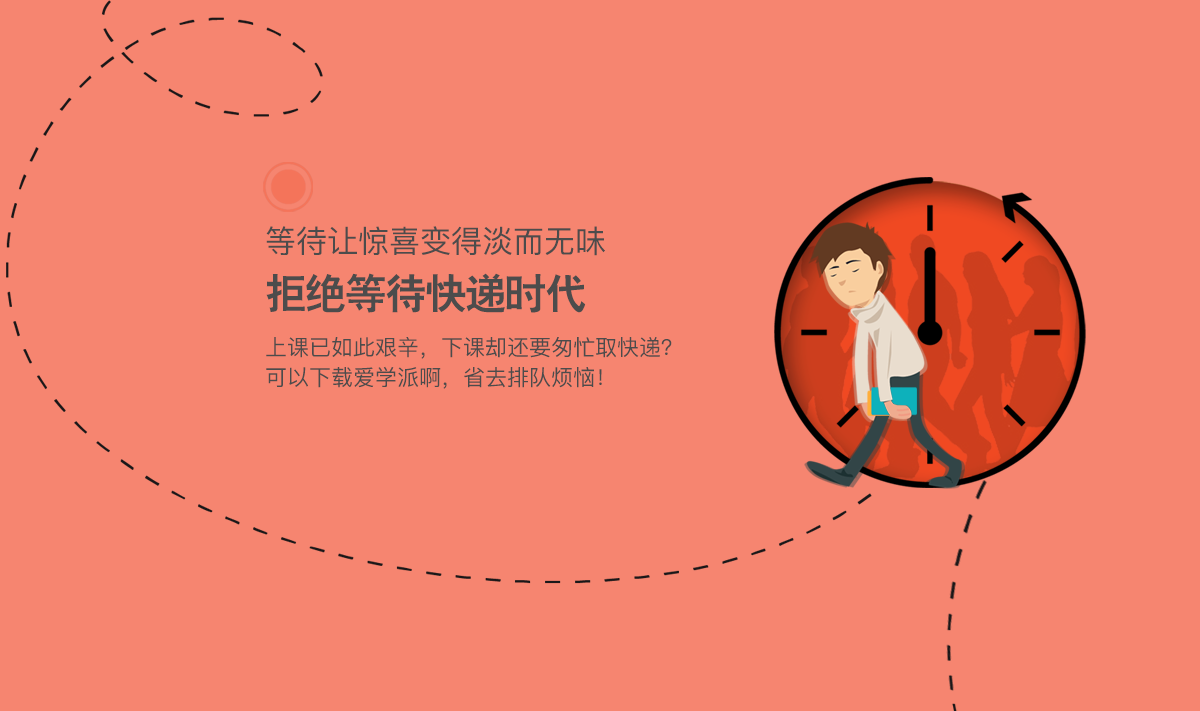 等待让惊喜变得淡而无味
拒绝等待快递时代
上课已如此艰辛，下课却还要匆忙取快递?
可以下载爱学派啊，省去排队烦恼!